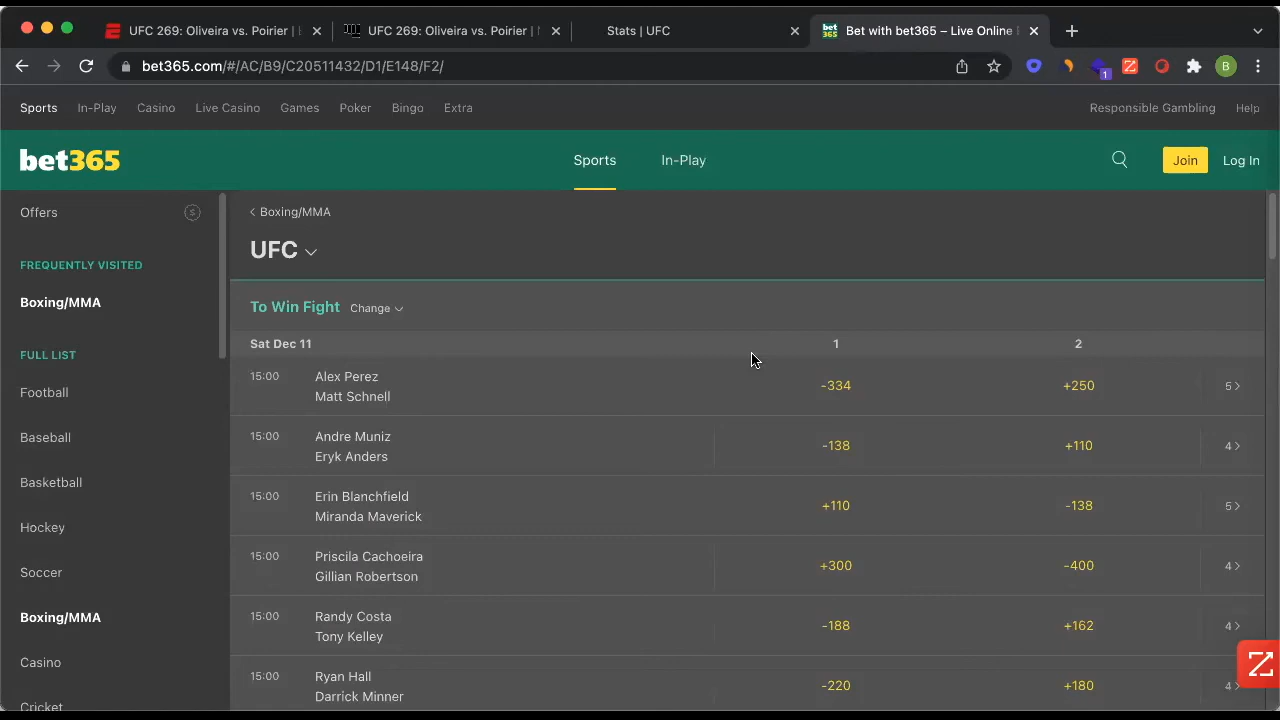 UFC 269: Oliveira vs. Poirier |
UFC 269: Oliveira vs. Poirier |
Stats | UFC
Bet with bet365 – Live Online
bet365.com/#/AC/B9/C20511432/D1/E148/F2/
1
B
Sports
In-Play
Casino
Live Casino
Games
Poker
Bingo
Extra
Responsible Gambling
Help
bet365
Sports
In-Play
Join
Log In
Offers
FREQUENTLY VISITED
Boxing/MMA
FULL LIST
Football
Baseball
Basketball
Hockey
Soccer
Boxing/MMA
Casino
Cricket
Boxing/MMA
UFC
To Win Fight Change
Sat Dec 11 1 2
15:00 Alex Perez
Matt Schnell
-334 +250 5
15:00 Andre Muniz
Eryk Anders
-138 +110 4
15:00 Erin Blanchfield
Miranda Maverick
+110 -138 5
15:00 Priscila Cachoeira
Gillian Robertson
+300 -400 4
15:00 Randy Costa
Tony Kelley
-188 +162 4
15:00 Ryan Hall
Darrick Minner
-220 +180 4